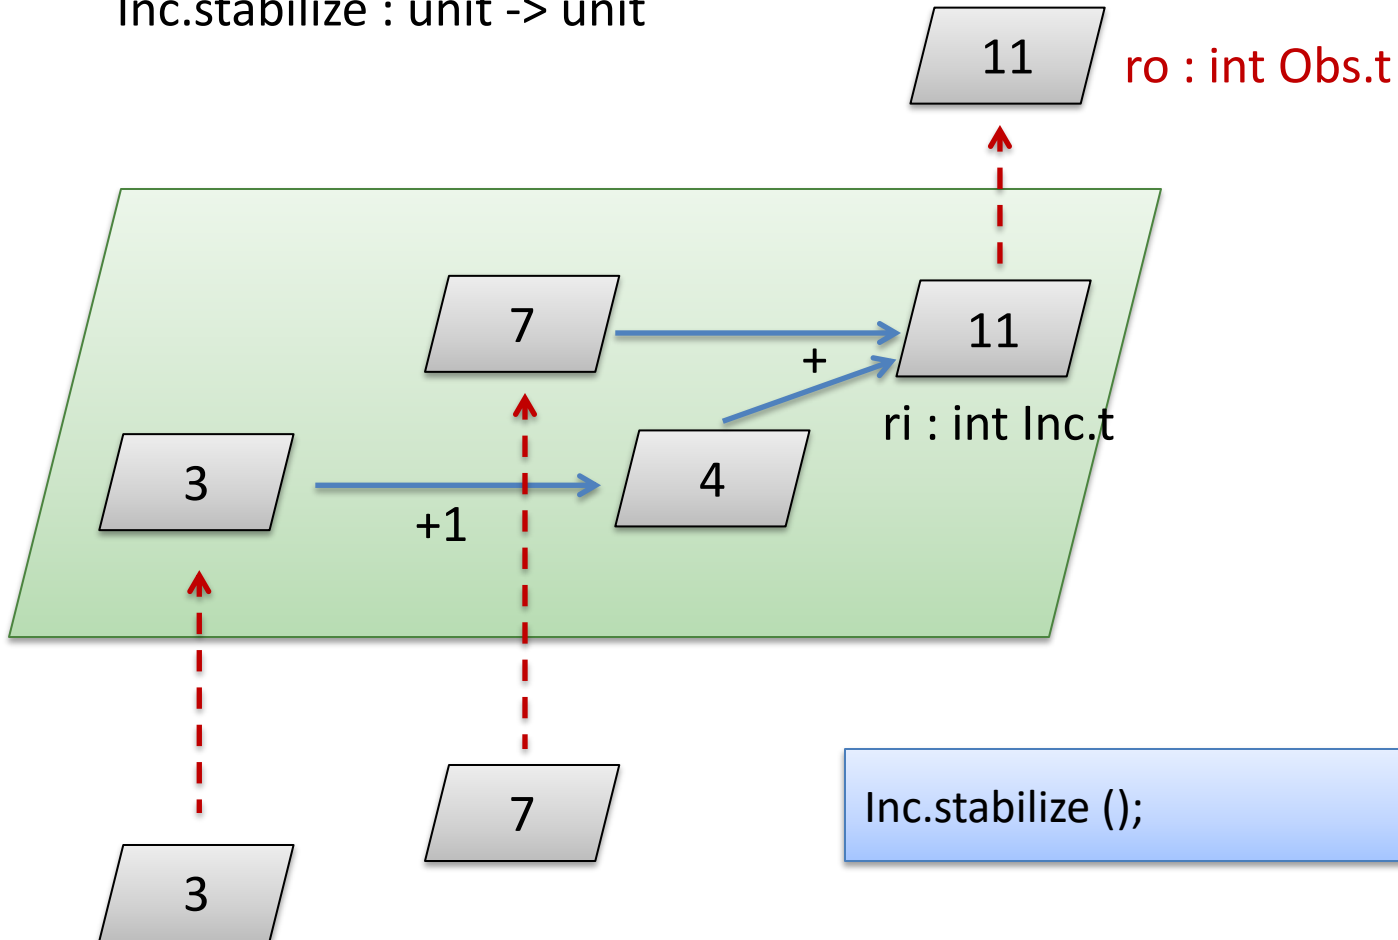 Inc.stabilize : unit -> unit
11
ro : int Obs.t
7
11
+
ri : int Inc.t
3
4
+1
7
Inc.stabilize ();
3